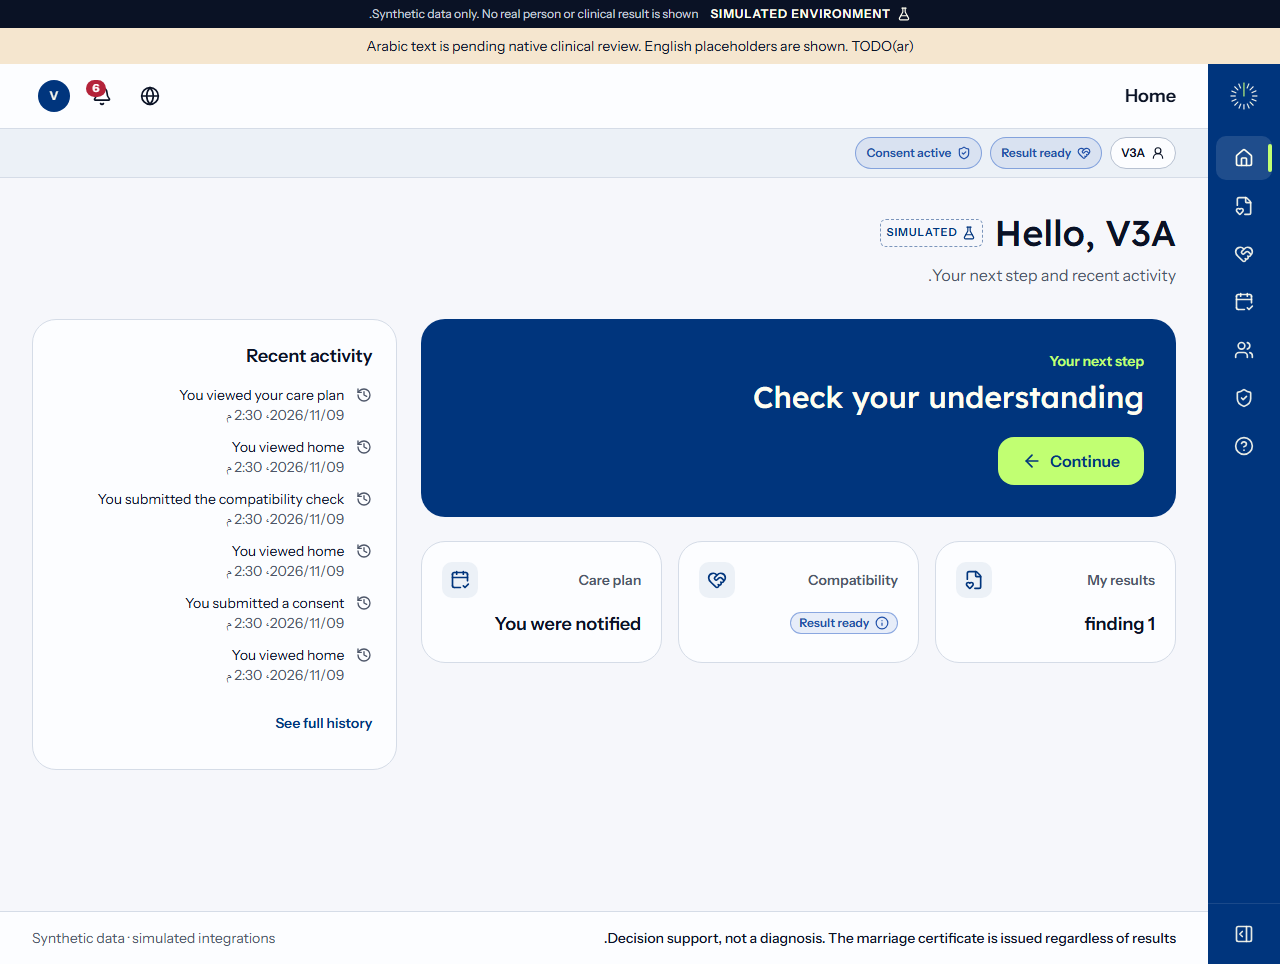 SIMULATED ENVIRONMENT Synthetic data only. No real person or clinical result is shown.
Arabic text is pending native clinical review. English placeholders are shown. TODO(ar)
Home
6
V
V3A
Result ready
Consent active
Hello, V3A
SIMULATED
Your next step and recent activity.
Your next step
Check your understanding
Continue
My results
finding 1
Compatibility
Result ready
Care plan
You were notified
Recent activity
You viewed your care plan
2026/11/09، 2:30 م
You viewed home
2026/11/09، 2:30 م
You submitted the compatibility check
2026/11/09، 2:30 م
You viewed home
2026/11/09، 2:30 م
You submitted a consent
2026/11/09، 2:30 م
You viewed home
2026/11/09، 2:30 م
See full history
Decision support, not a diagnosis. The marriage certificate is issued regardless of results.
Synthetic data · simulated integrations